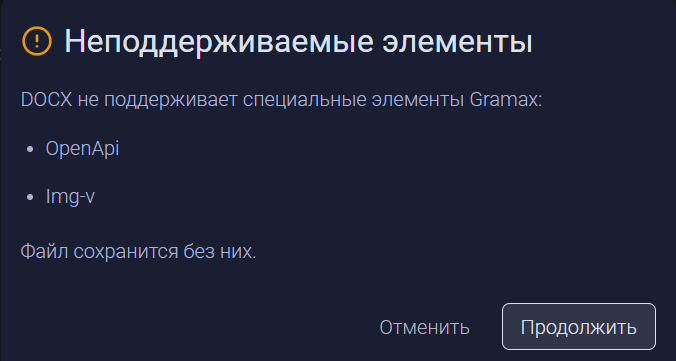 Неподдерживаемые элементы
DOCX не поддерживает специальные элементы Gramax:
• OpenApi
• Img-v
Файл сохранится без них.
Отменить Продолжить